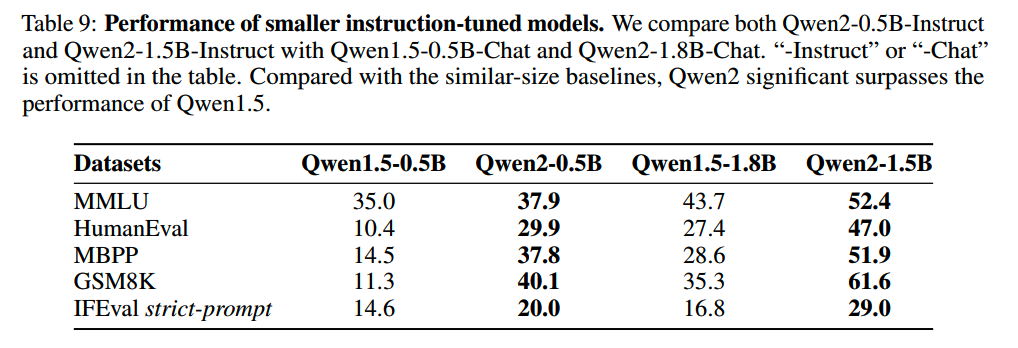 Table 9: Performance of smaller instruction-tuned models. We compare both Qwen2-0.5B-Instruct
and Qwen2-1.5B-Instruct with Qwen1.5-0.5B-Chat and Qwen2-1.8B-Chat. “-Instruct” or “-Chat”
is omitted in the table. Compared with the similar-size baselines, Qwen2 significant surpasses the
performance of Qwen1.5.
Datasets Qwen1.5-0.5B Qwen2-0.5B Qwen1.5-1.8B Qwen2-1.5B
MMLU 35.0 37.9 43.7 52.4
HumanEval 10.4 29.9 27.4 47.0
MBPP 14.5 37.8 28.6 51.9
GSM8K 11.3 40.1 35.3 61.6
IFEval strict-prompt 14.6 20.0 16.8 29.0